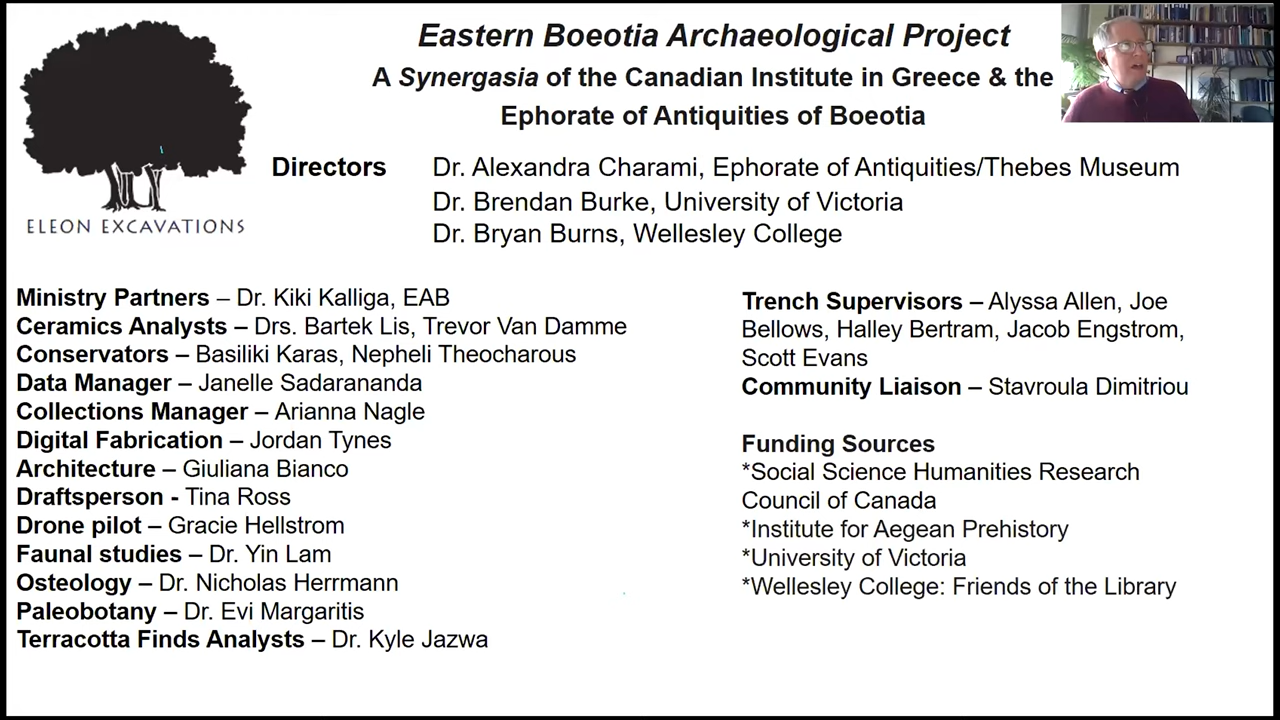 Eastern Boeotia Archaeological Project
A Synergasia of the Canadian Institute in Greece & the
Ephorate of Antiquities of Boeotia
ELEON EXCAVATIONS
Directors Dr. Alexandra Charami, Ephorate of Antiquities/Thebes Museum
Dr. Brendan Burke, University of Victoria
Dr. Bryan Burns, Wellesley College
Ministry Partners – Dr. Kiki Kalliga, EAB
Ceramics Analysts – Drs. Bartek Lis, Trevor Van Damme
Conservators – Basiliki Karas, Nepheli Theocharous
Data Manager – Janelle Sadarananda
Collections Manager – Arianna Nagle
Digital Fabrication – Jordan Tynes
Architecture – Giuliana Bianco
Draftsperson - Tina Ross
Drone pilot – Gracie Hellstrom
Faunal studies – Dr. Yin Lam
Osteology – Dr. Nicholas Herrmann
Paleobotany – Dr. Evi Margaritis
Terracotta Finds Analysts – Dr. Kyle Jazwa
Trench Supervisors – Alyssa Allen, Joe
Bellows, Halley Bertram, Jacob Engstrom,
Scott Evans
Community Liaison – Stavroula Dimitriou
Funding Sources
*Social Science Humanities Research
Council of Canada
*Institute for Aegean Prehistory
*University of Victoria
*Wellesley College: Friends of the Library